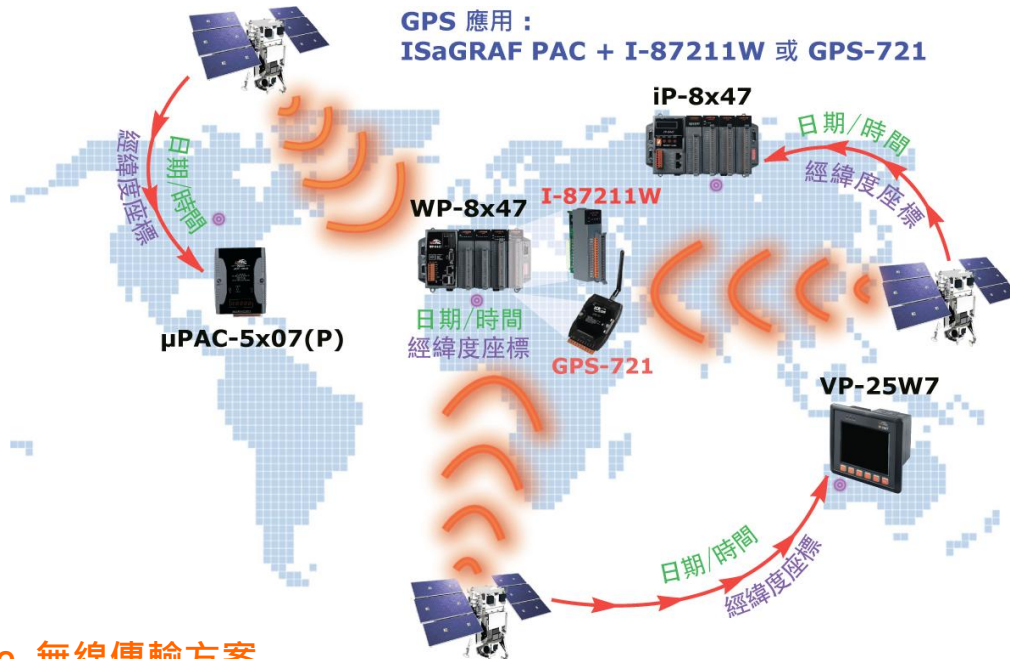 GPS 應用：
ISaGRAF PAC + I-87211W 或 GPS-721
iP-8x47
日期/時間
經緯度座標
日期/時間
經緯度座標
I-87211W
WP-8x47
日期/時間
經緯度座標
GPS-721
µPAC-5x07(P)
VP-25W7
日期/時間
經緯度座標
無線傳輸方案